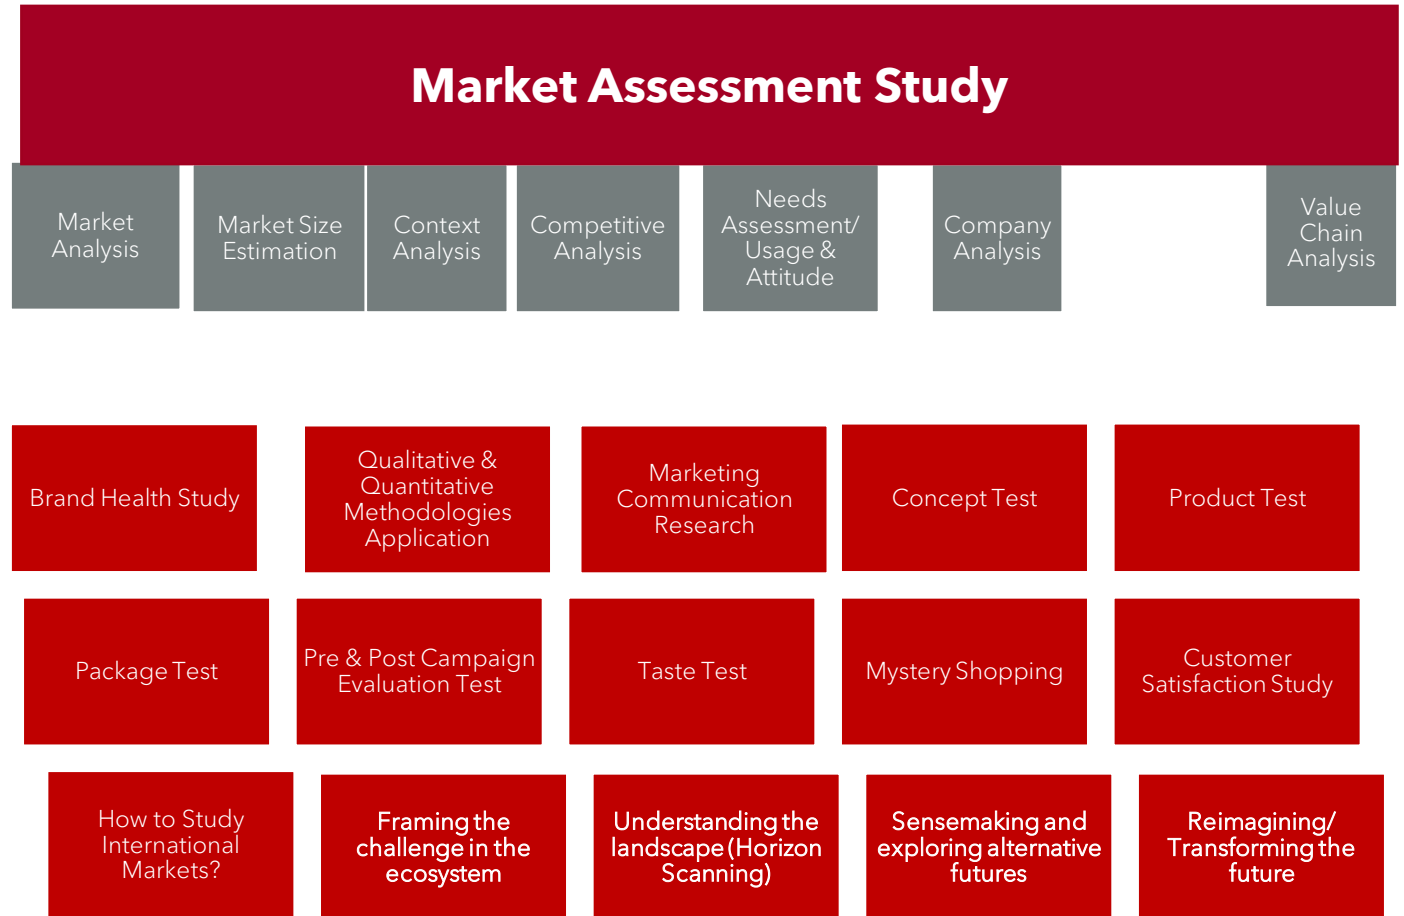 Market Assessment Study
Market
Analysis
Market Size
Estimation
Context
Analysis
Competitive
Analysis
Needs
Assessment/
Usage &
Attitude
Company
Analysis
Value
Chain
Analysis
Brand Health Study
Qualitative &
Quantitative
Methodologies
Application
Marketing
Communication
Research
Concept Test
Product Test
Package Test
Pre & Post Campaign
Evaluation Test
Taste Test
Mystery Shopping
Customer
Satisfaction Study
How to Study
International
Markets?
Framing the
challenge in the
ecosystem
Understanding the
landscape (Horizon
Scanning)
Sensemaking and
exploring alternative
futures
Reimagining/
Transforming the
future